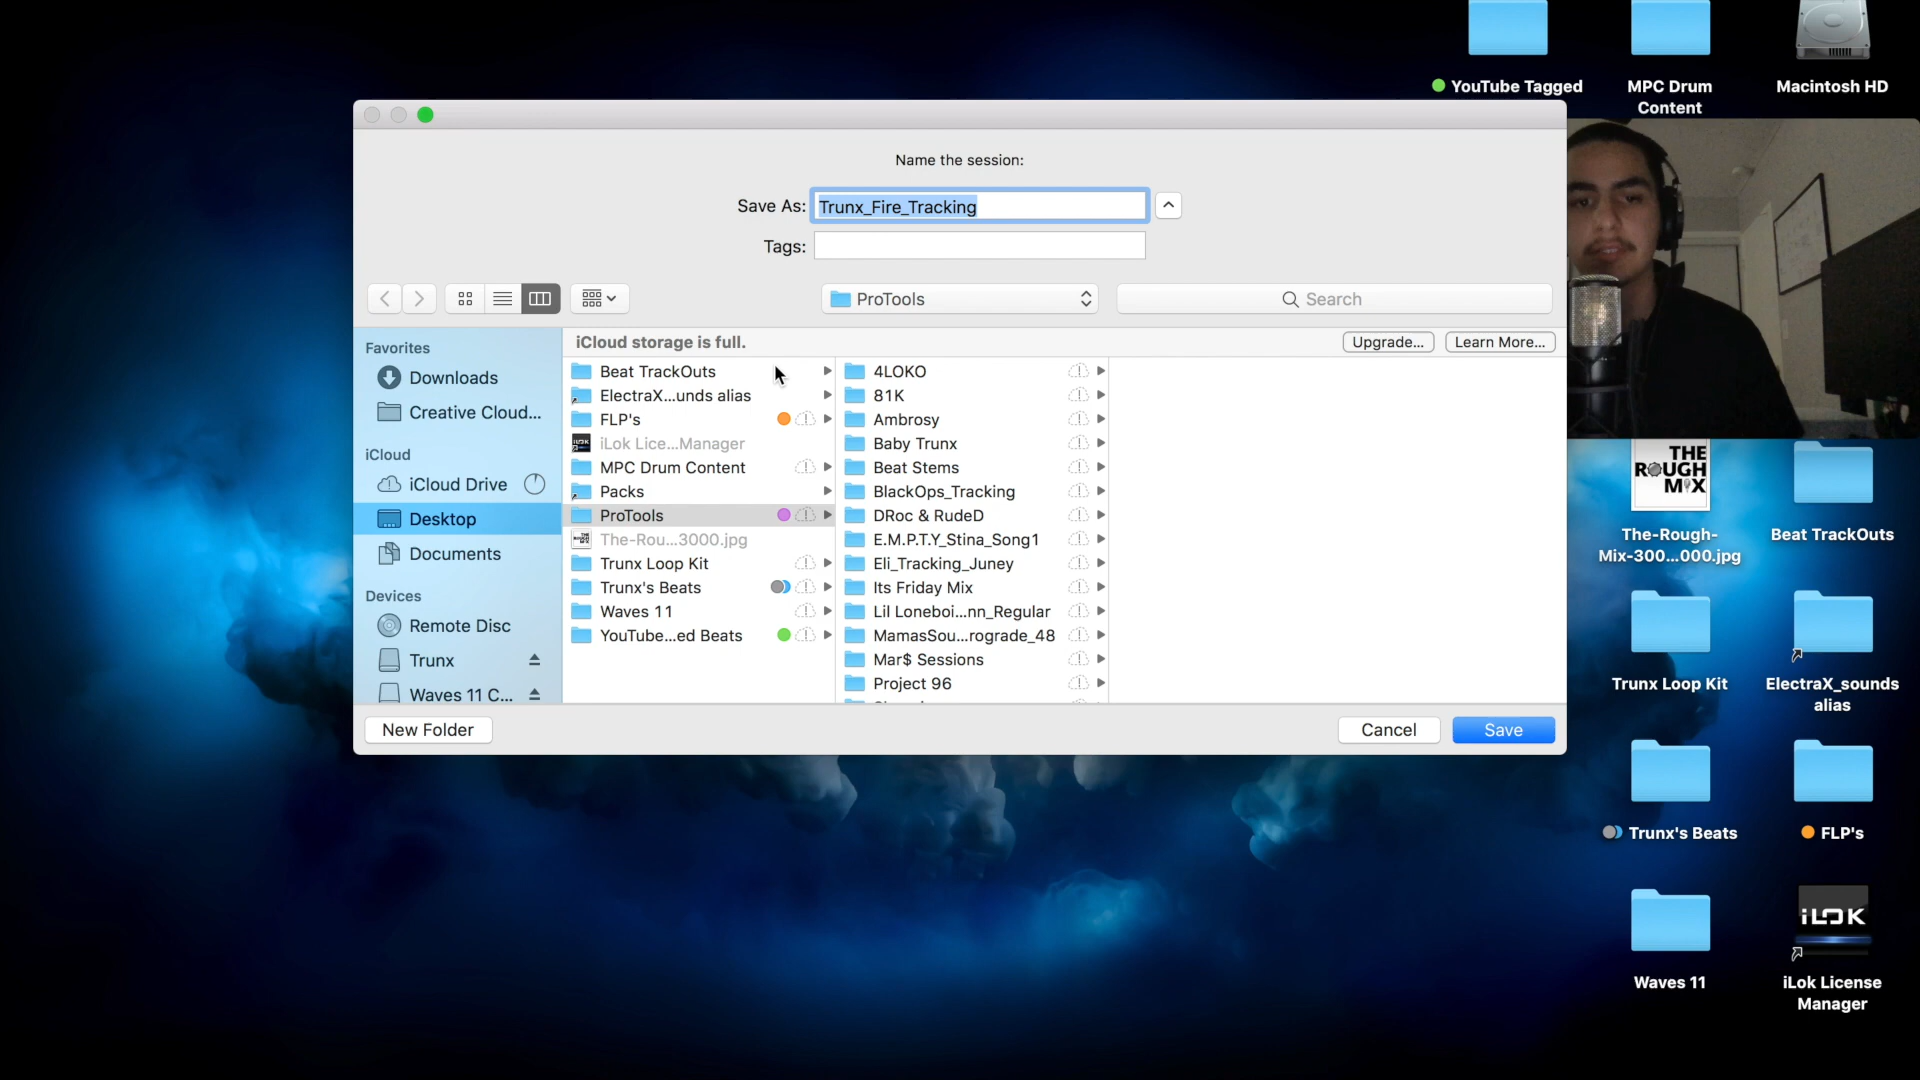 YouTube Tagged
MPC Drum
Content
Macintosh HD
Name the session:
Save As:
Trunx_Fire_Tracking
Tags:
ProTools
Search
Favorites
Downloads
Creative Cloud...
iCloud
iCloud Drive
Desktop
Documents
Devices
Remote Disc
Trunx
Waves 11 C...
iCloud storage is full.
Upgrade...
Learn More...
Beat TrackOuts
ElectraX...unds alias
FLP's
iLok Lice...Manager
MPC Drum Content
Packs
ProTools
The-Rou...3000.jpg
Trunx Loop Kit
Trunx's Beats
Waves 11
YouTube...ed Beats
4LOKO
81K
Ambrosy
Baby Trunx
Beat Stems
BlackOps_Tracking
DRoc & RudeD
E.M.P.T.Y_Stina_Song1
Eli_Tracking_Juney
Its Friday Mix
Lil Loneboi...nn_Regular
MamasSou...rograde_48
Mar$ Sessions
Project 96
New Folder
Cancel
Save
THE
ROUGH
MIX
The-Rough-
Mix-300...000.jpg
Beat TrackOuts
Trunx Loop Kit
ElectraX_sounds
alias
Trunx's Beats
FLP's
iLOK
Waves 11
iLok License
Manager